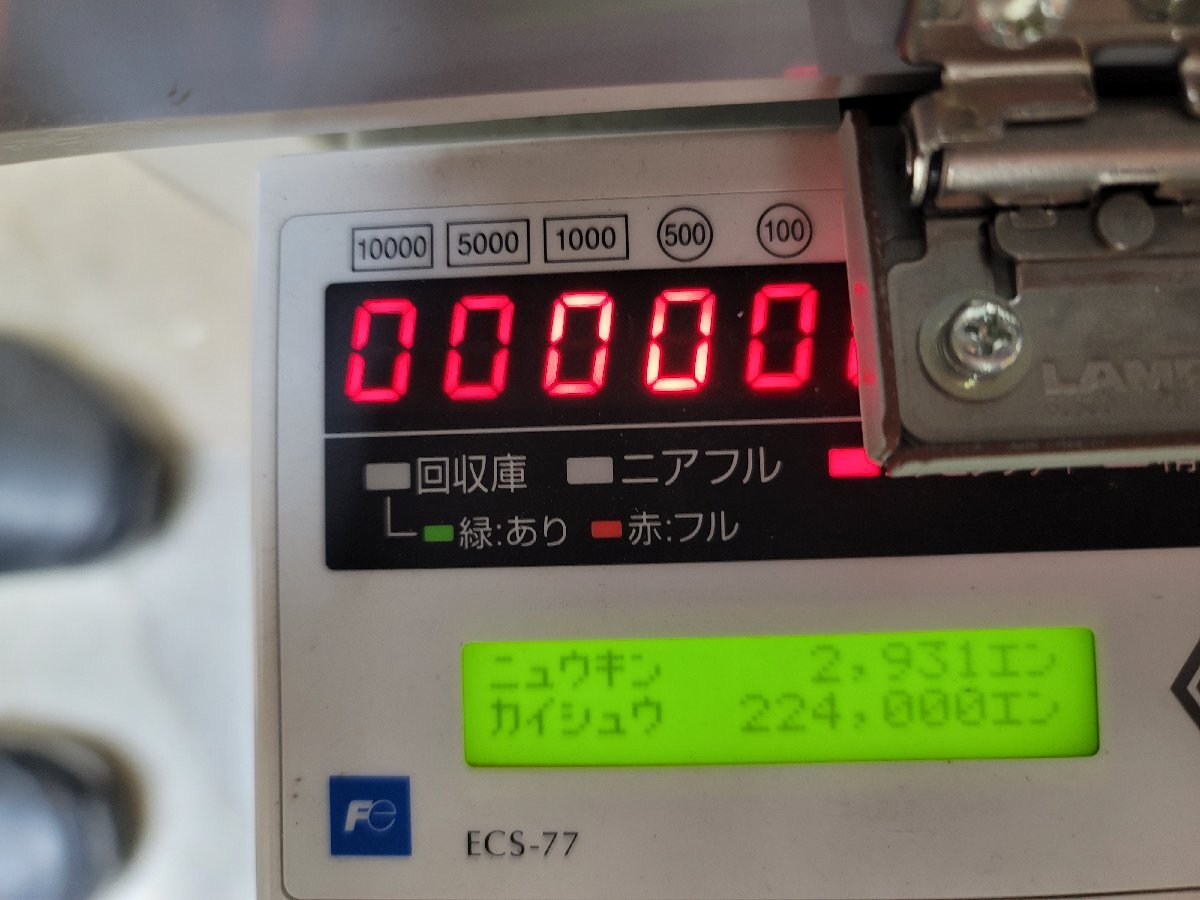 10000 5000 1000 500 100
00000
回収庫 ニアフル
緑:あり 赤:フル
ニュウキン 2,931エン
カイシュウ 224,000エン
Fe
ECS-77